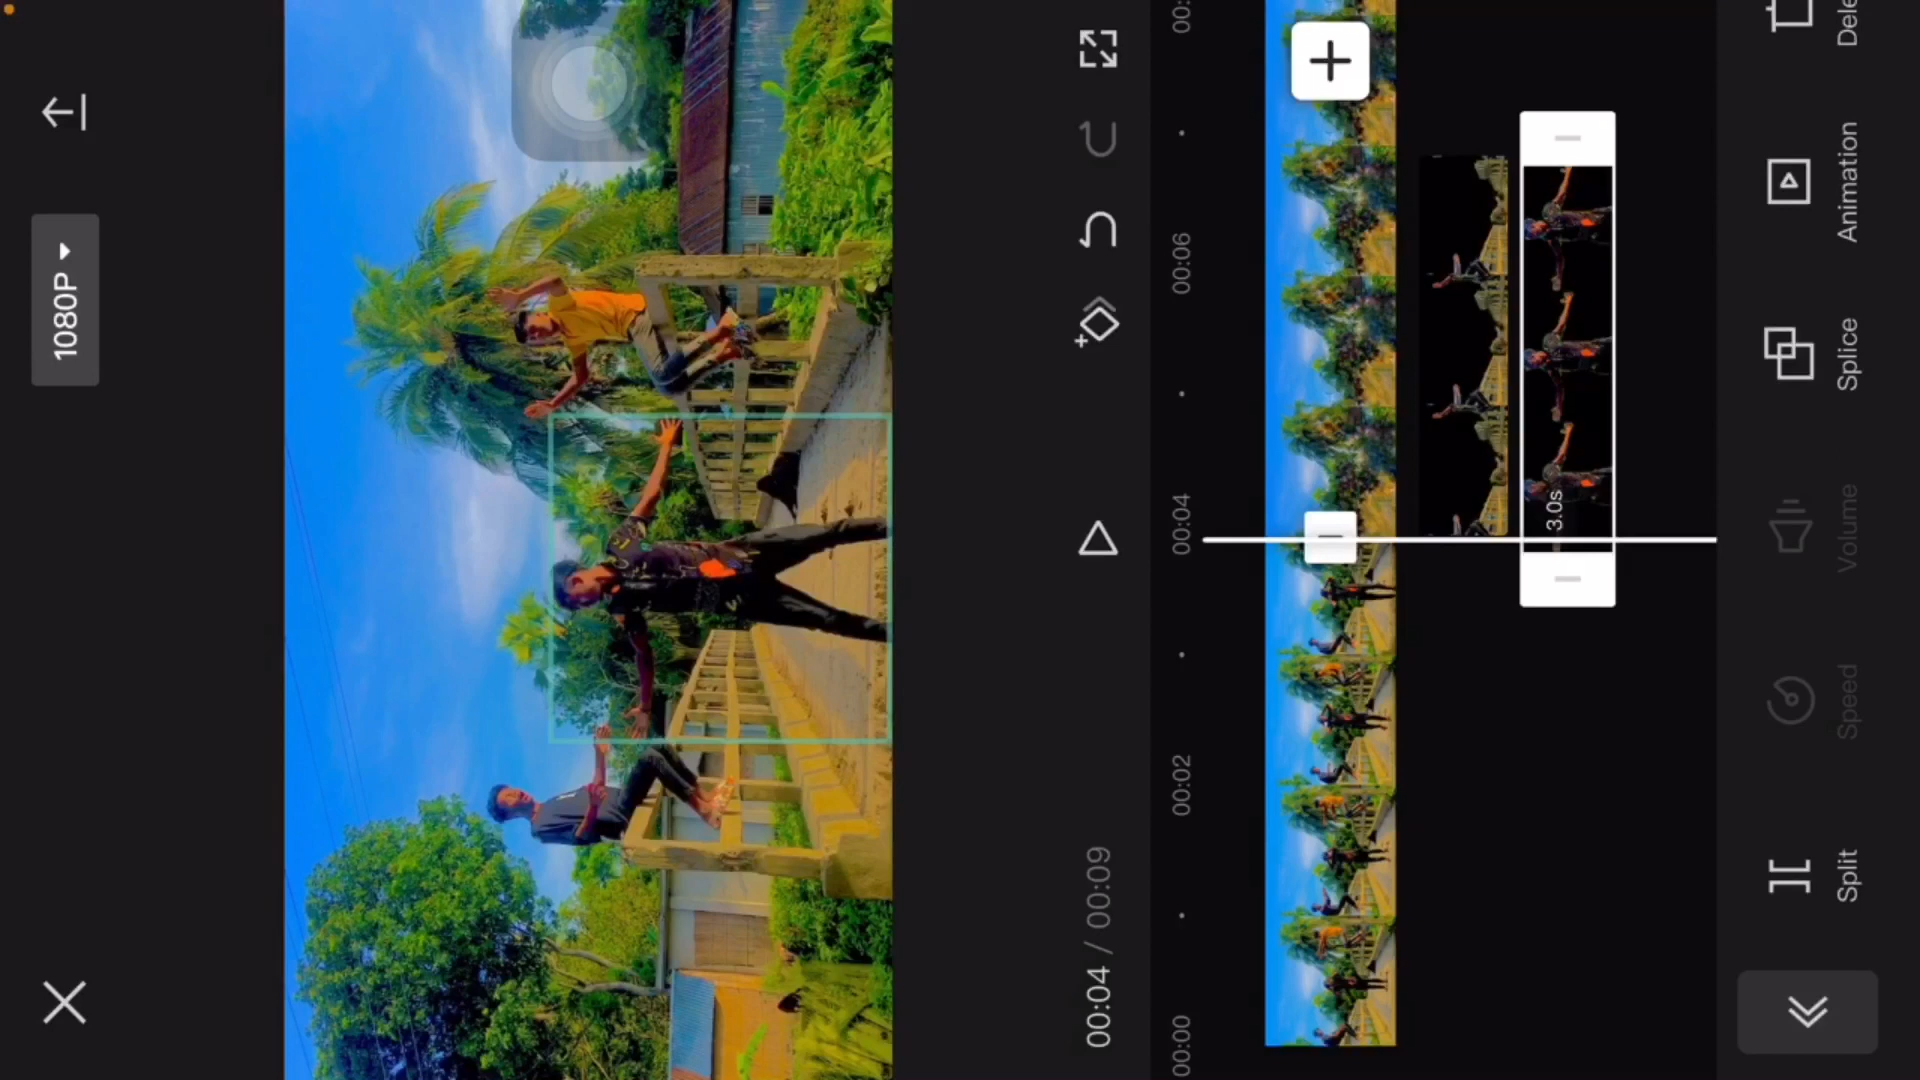 1080P
00:04 / 00:09
00:00
00:02
00:04
00:06
3.0s
Split
Speed
Volume
Splice
Animation
Dele